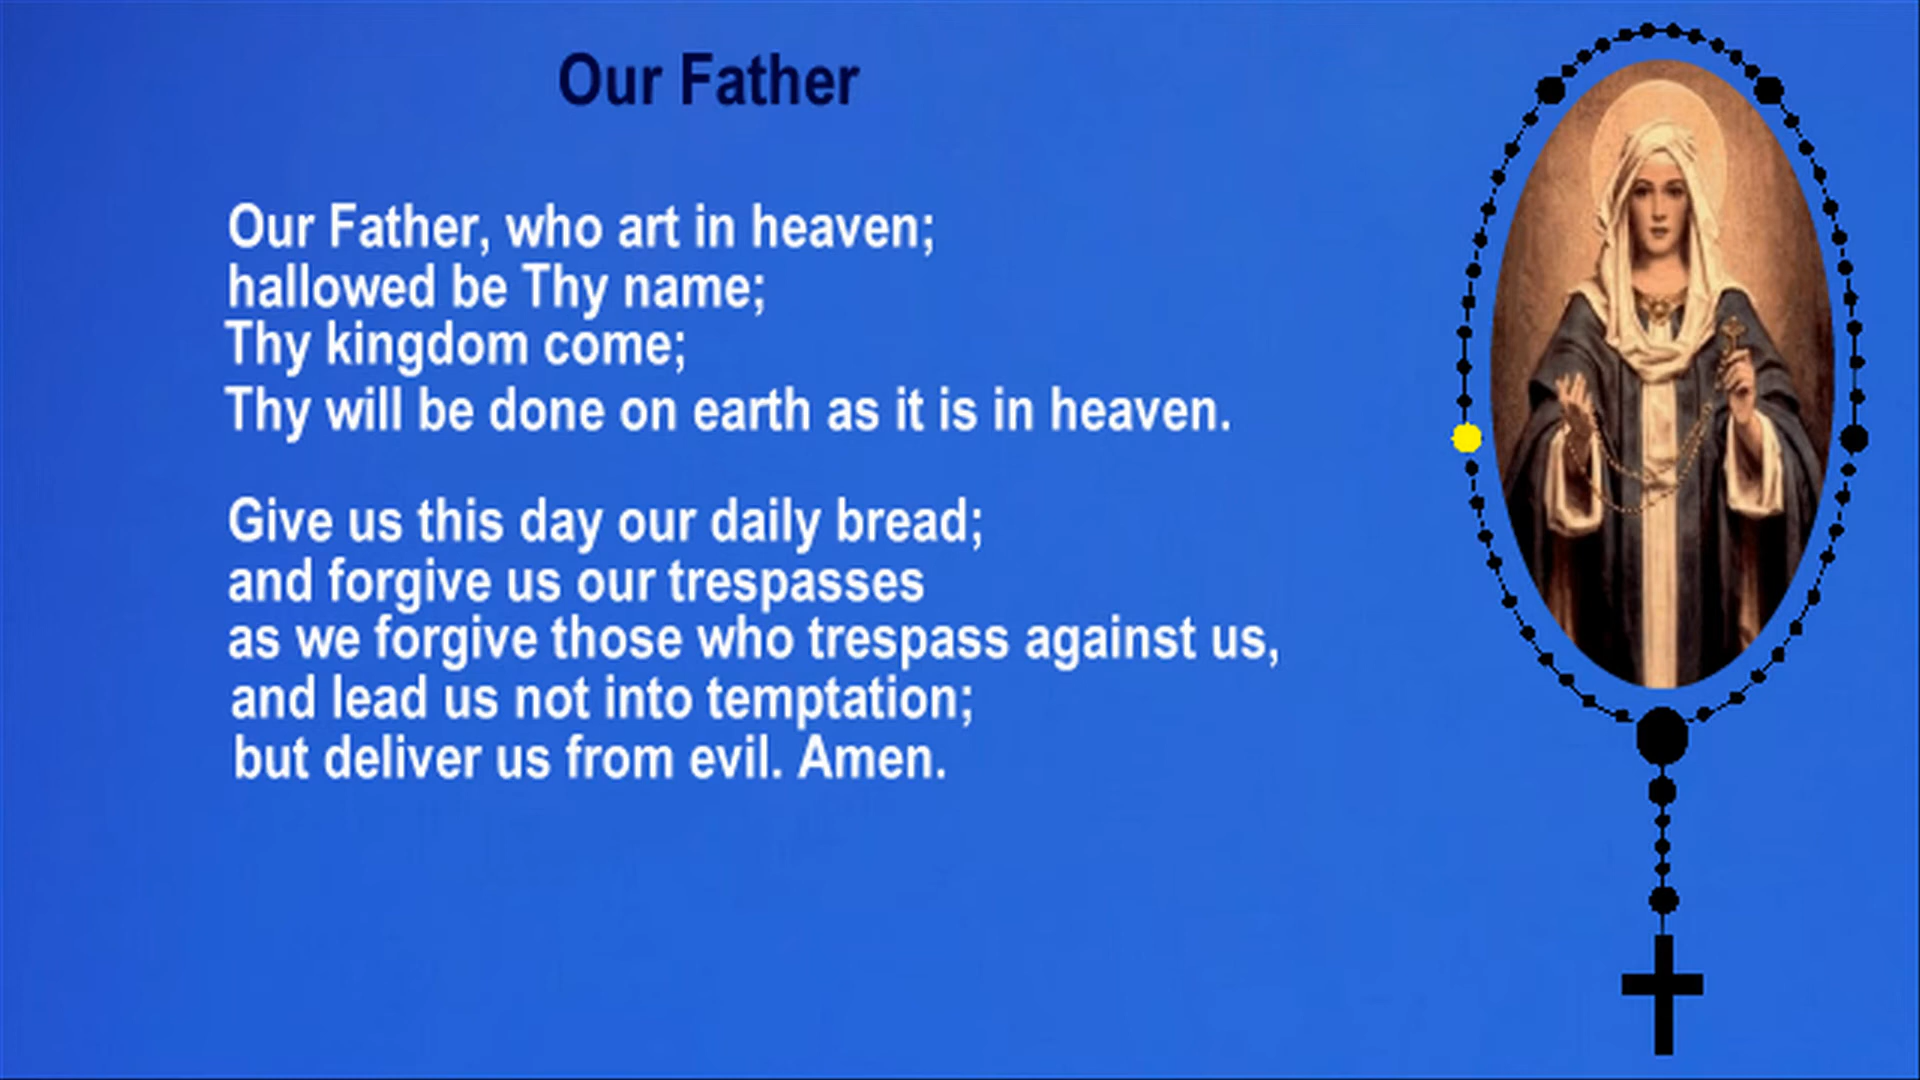 Our Father
Our Father, who art in heaven;
hallowed be Thy name;
Thy kingdom come;
Thy will be done on earth as it is in heaven.
Give us this day our daily bread;
and forgive us our trespasses
as we forgive those who trespass against us,
and lead us not into temptation;
but deliver us from evil. Amen.